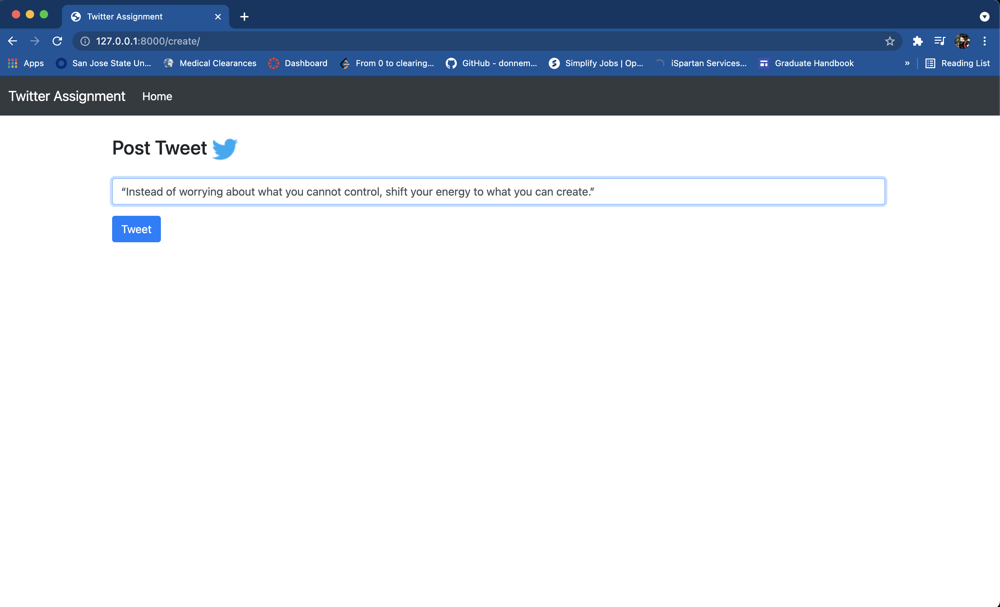 Twitter Assignment
127.0.0.1:8000/create/
Apps San Jose State Un... Medical Clearances Dashboard From 0 to clearing... GitHub - donnem... Simplify Jobs | Op... iSpartan Services... Graduate Handbook » Reading List
Twitter Assignment Home
Post Tweet
“Instead of worrying about what you cannot control, shift your energy to what you can create.”
Tweet